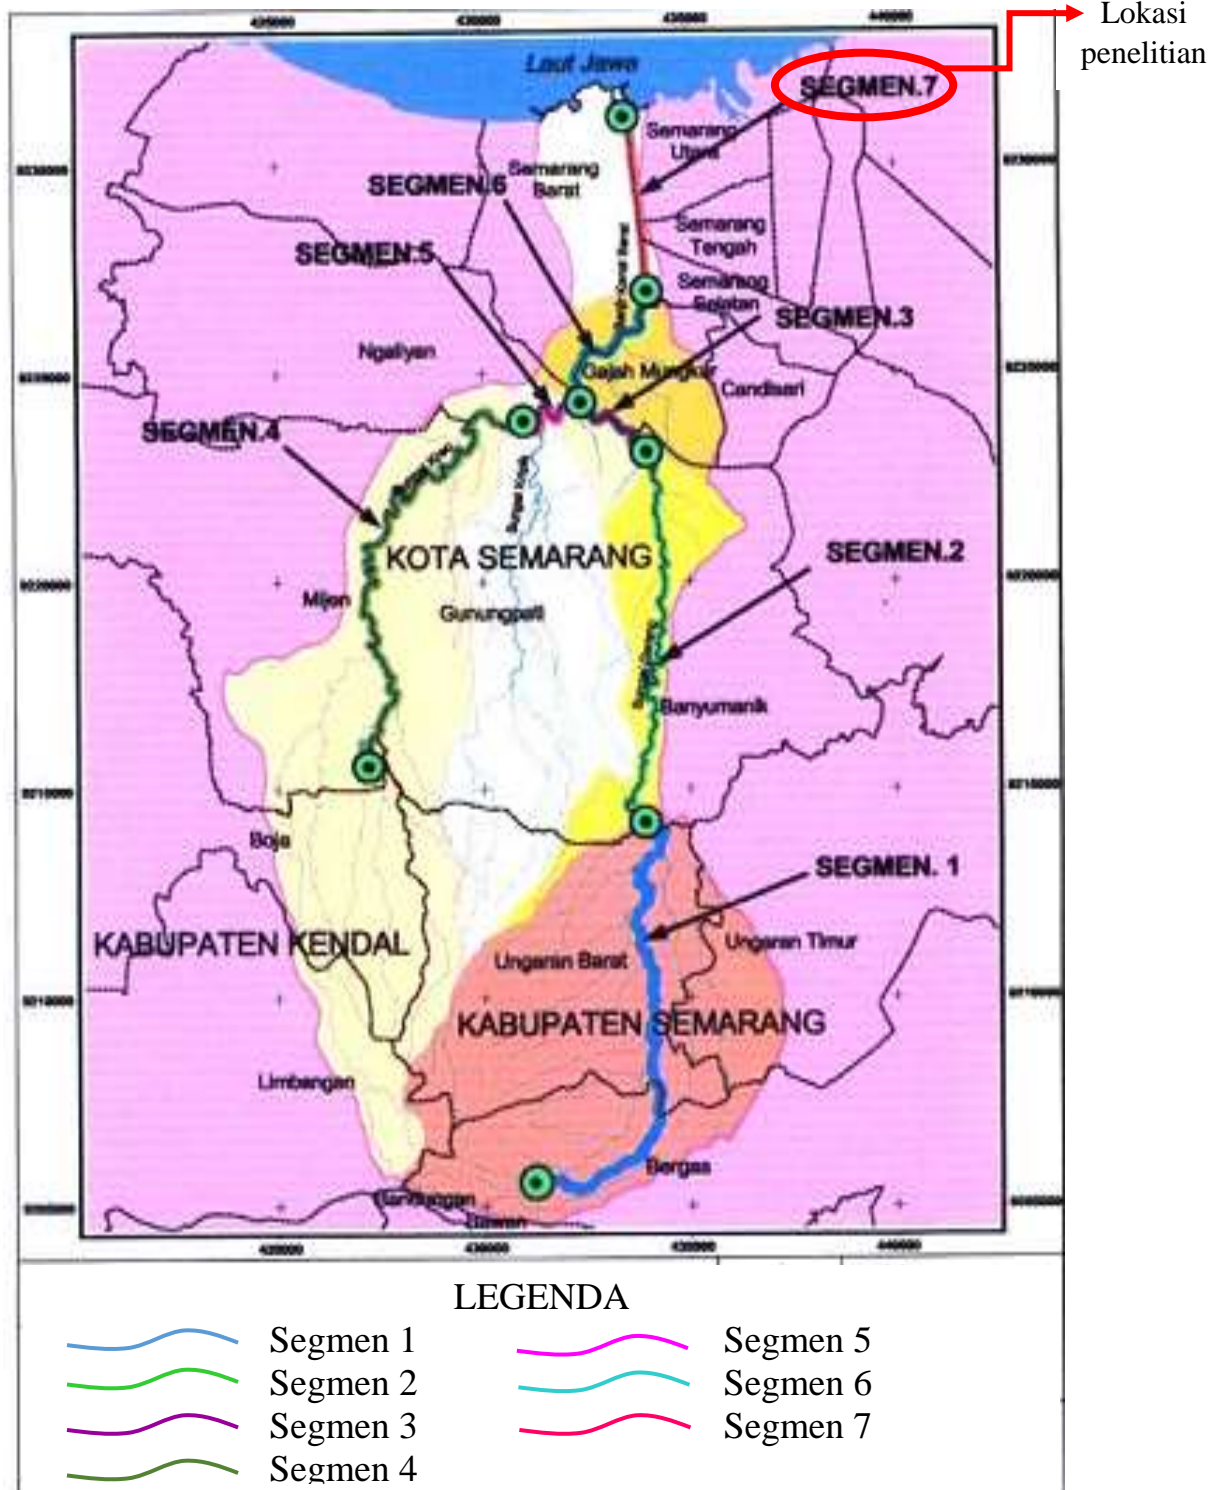 Lokasi
penelitian
Laut Jawa
SEGMEN.7
Semarang
Utara
Semarang
Barat
SEGMEN.6
Semarang
Tengah
SEGMEN.5
Semarang
Selatan
SEGMEN.3
Ngaliyan
Gajah Mungkur
Candisari
SEGMEN.4
KOTA SEMARANG
SEGMEN.2
Mijen
Gunungpati
Banyumanik
Boja
SEGMEN. 1
KABUPATEN KENDAL
Ungaran Timur
Ungaran Barat
KABUPATEN SEMARANG
Limbangan
Bergas
Bandungan
Bawen
LEGENDA
Segmen 1
Segmen 2
Segmen 3
Segmen 4
Segmen 5
Segmen 6
Segmen 7